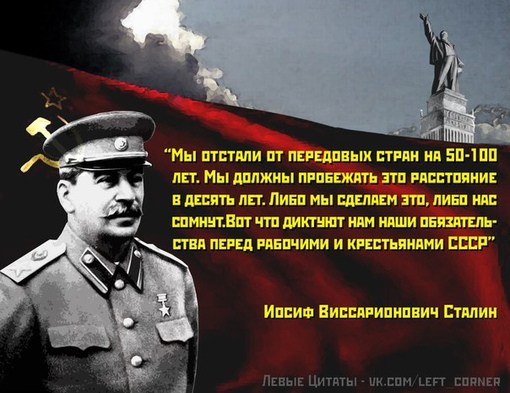 “Мы отстали от передовых стран на 50-100
лет. Мы должны пробежать это расстояние
в десять лет. Либо мы сделаем это, либо нас
сомнут.Вот что диктуют нам наши обязатель-
ства перед рабочими и крестьянами СССР”
Иосиф Виссарионович Сталин
Левые Цитаты - vk.com/left_corner